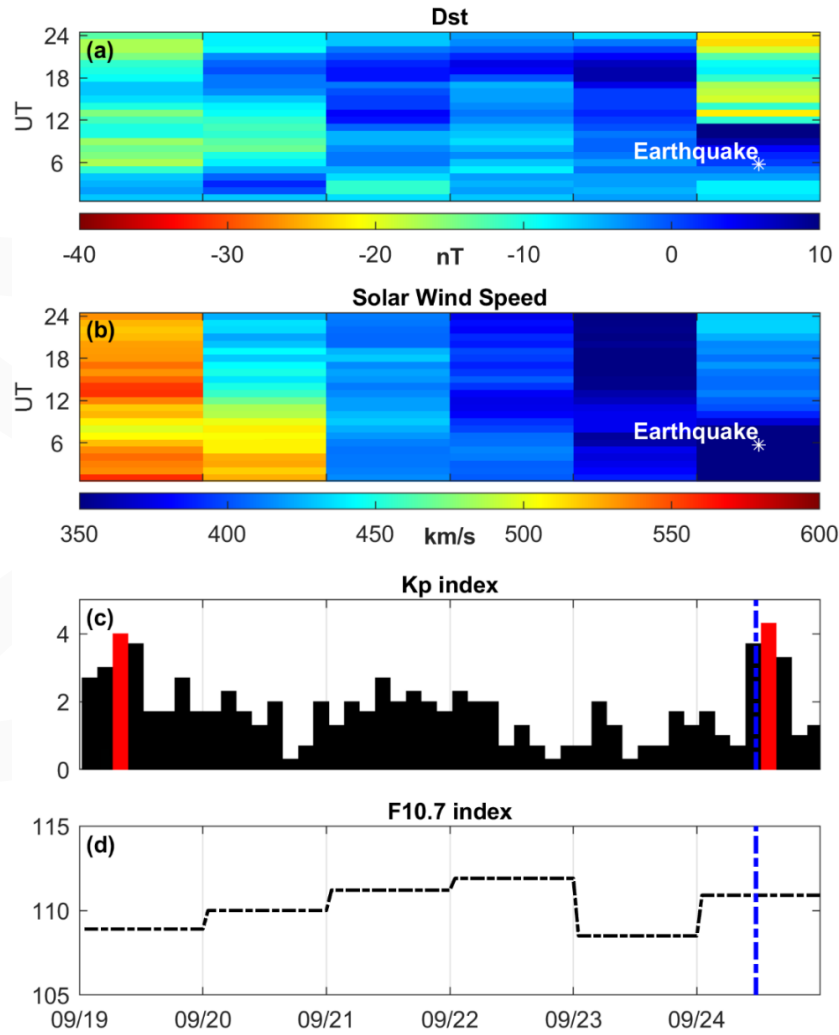 Dst
(a)
24
18
12
6
UT
Earthquake
-40 -30 -20 -10 0 10
nT
Solar Wind Speed
(b)
24
18
12
6
UT
Earthquake
350 400 450 500 550 600
km/s
Kp index
(c)
4
2
0
F10.7 index
(d)
115
110
105
09/19 09/20 09/21 09/22 09/23 09/24